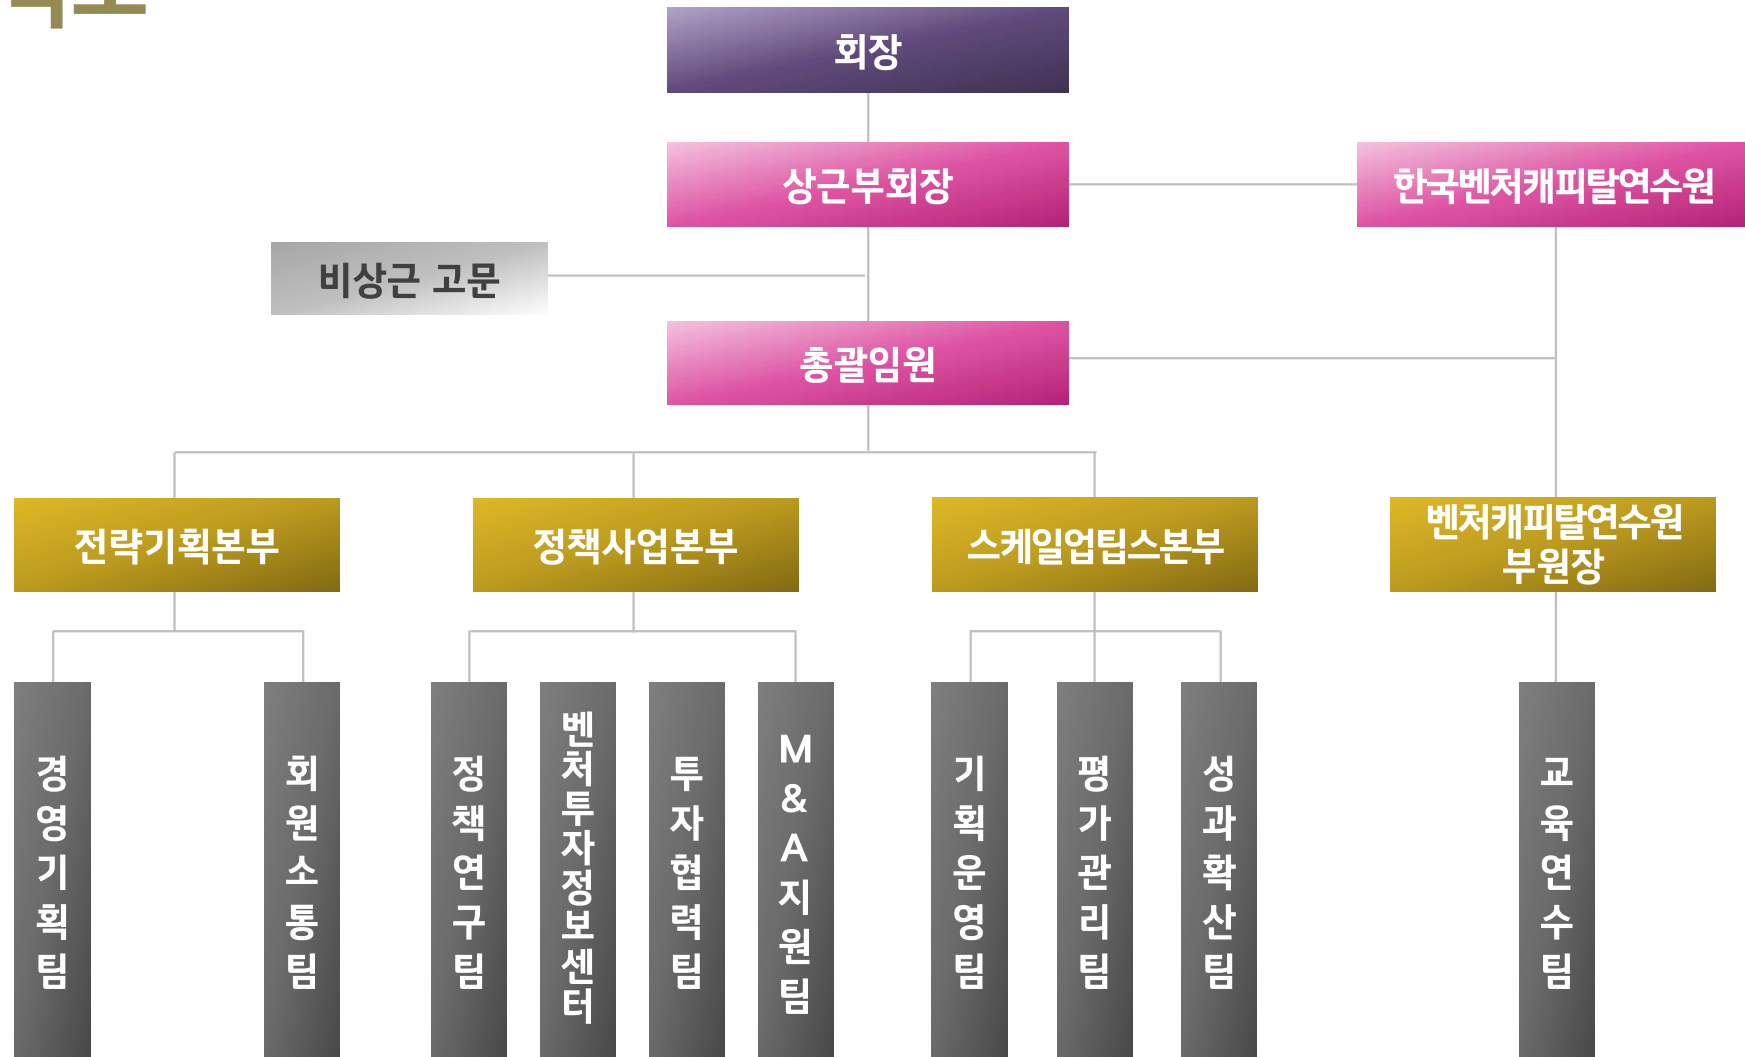 회장
상근부회장
한국벤처캐피탈연수원
비상근 고문
총괄임원
전략기획본부
정책사업본부
스케일업팁스본부
벤처캐피탈연수원
부원장
경영기획팀
회원소통팀
정책연구팀
벤처투자정보센터
투자협력팀
M&A지원팀
기획운영팀
평가관리팀
성과확산팀
교육연수팀